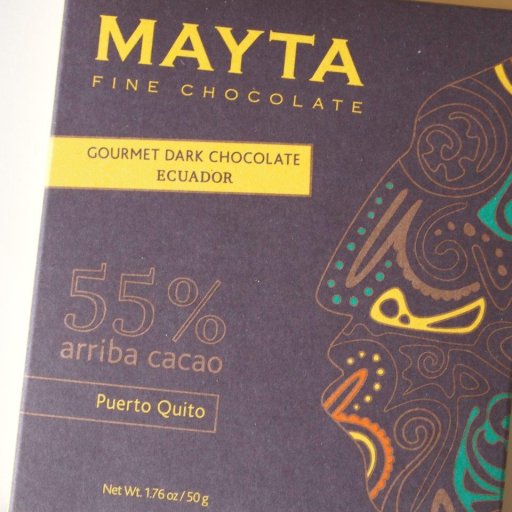 MAYTA
FINE CHOCOLATE
GOURMET DARK CHOCOLATE
ECUADOR
55%
arriba cacao
Puerto Quito
Net Wt. 1.76 oz / 50 g